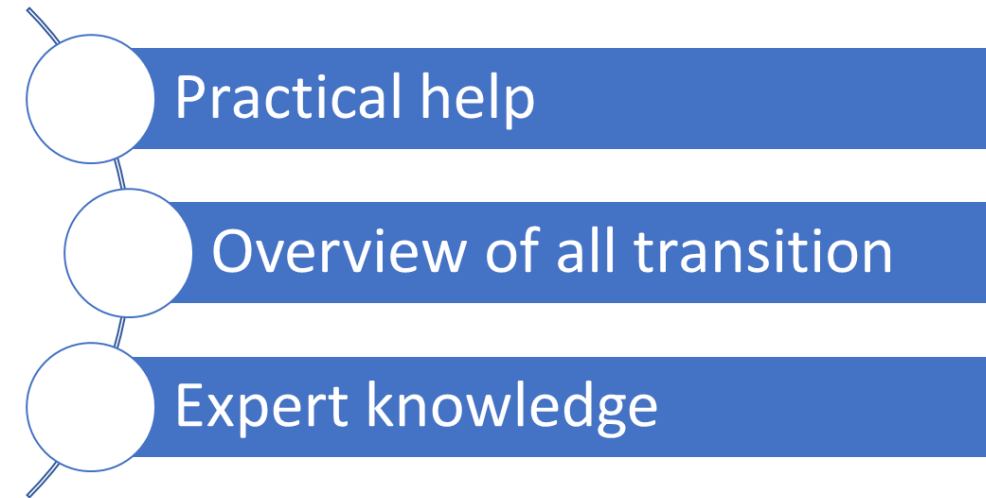 Practical help
Overview of all transition
Expert knowledge